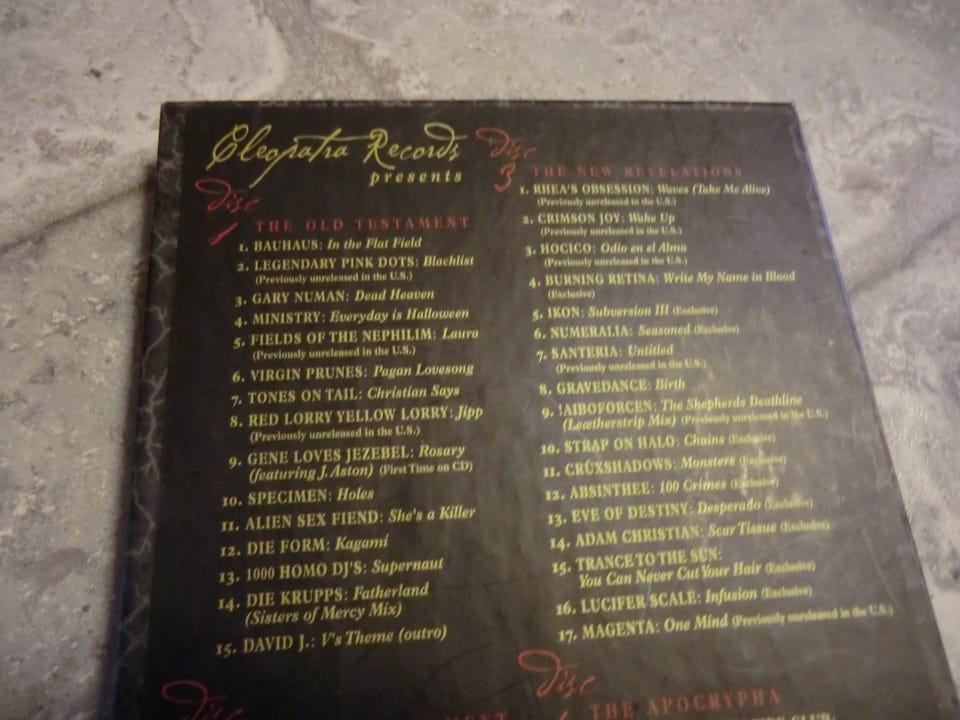 Cleopatra Records
presents
Disc
1 THE OLD TESTAMENT
1. BAUHAUS: In the Flat Field
2. LEGENDARY PINK DOTS: Blacklist
(Previously unreleased in the U.S.)
3. GARY NUMAN: Dead Heaven
4. MINISTRY: Everyday is Halloween
5. FIELDS OF THE NEPHILIM: Laura
(Previously unreleased in the U.S.)
6. VIRGIN PRUNES: Pagan Lovesong
7. TONES ON TAIL: Christian Says
8. RED LORRY YELLOW LORRY: Jipp
(Previously unreleased in the U.S.)
9. GENE LOVES JEZEBEL: Rosary
(featuring J. Aston) (First Time on CD)
10. SPECIMEN: Holes
11. ALIEN SEX FIEND: She's a Killer
12. DIE FORM: Kagami
13. 1000 HOMO DJ'S: Supernaut
14. DIE KRUPPS: Fatherland
(Sisters of Mercy Mix)
15. DAVID J.: V's Theme (outro)
Disc
Disc
3 THE NEW REVELATIONS
1. RHEA'S OBSESSION: Waves (Take Me Alive)
(Previously unreleased in the U.S.)
2. CRIMSON JOY: Wake Up
(Previously unreleased in the U.S.)
3. HOCICO: Odio en el Alma
(Previously unreleased in the U.S.)
4. BURNING RETINA: Write My Name in Blood
(Exclusive)
5. IKON: Subversion III (Exclusive)
6. NUMERALIA: Seasoned (Exclusive)
7. SANTERIA: Untitled
(Previously unreleased in the U.S.)
8. GRAVEDANCE: Birth
9. !AIBOFORCEN: The Shepherds Deathline
(Leætherstrip Mix) (Previously unreleased in the U.S.)
10. STRAP ON HALO: Chains (Exclusive)
11. CRÜXSHADOWS: Monsters (Exclusive)
12. ABSINTHEE: 100 Crimes (Exclusive)
13. EVE OF DESTINY: Desperado (Exclusive)
14. ADAM CHRISTIAN: Scar Tissue (Exclusive)
15. TRANCE TO THE SUN:
You Can Never Cut Your Hair (Exclusive)
16. LUCIFER SCALE: Infusion (Exclusive)
17. MAGENTA: One Mind (Previously unreleased in the U.S.)
Disc
THE APOCRYPHA